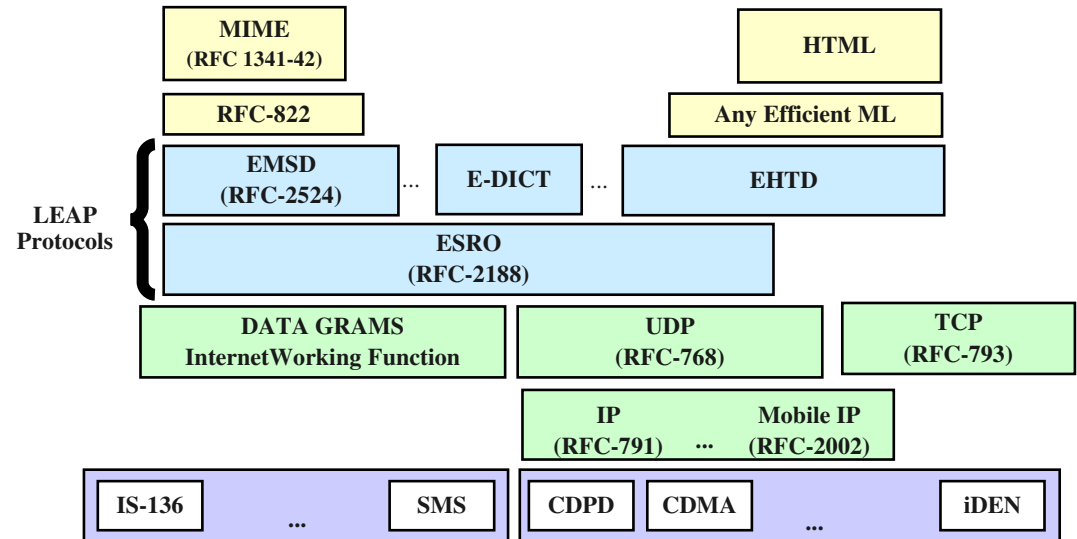 MIME
(RFC 1341-42)
HTML
RFC-822
Any Efficient ML
LEAP
Protocols
EMSD
(RFC-2524)
...
E-DICT
...
EHTD
ESRO
(RFC-2188)
DATA GRAMS
InternetWorking Function
UDP
(RFC-768)
TCP
(RFC-793)
IP
(RFC-791)
...
Mobile IP
(RFC-2002)
IS-136
...
SMS
CDPD
CDMA
...
iDEN